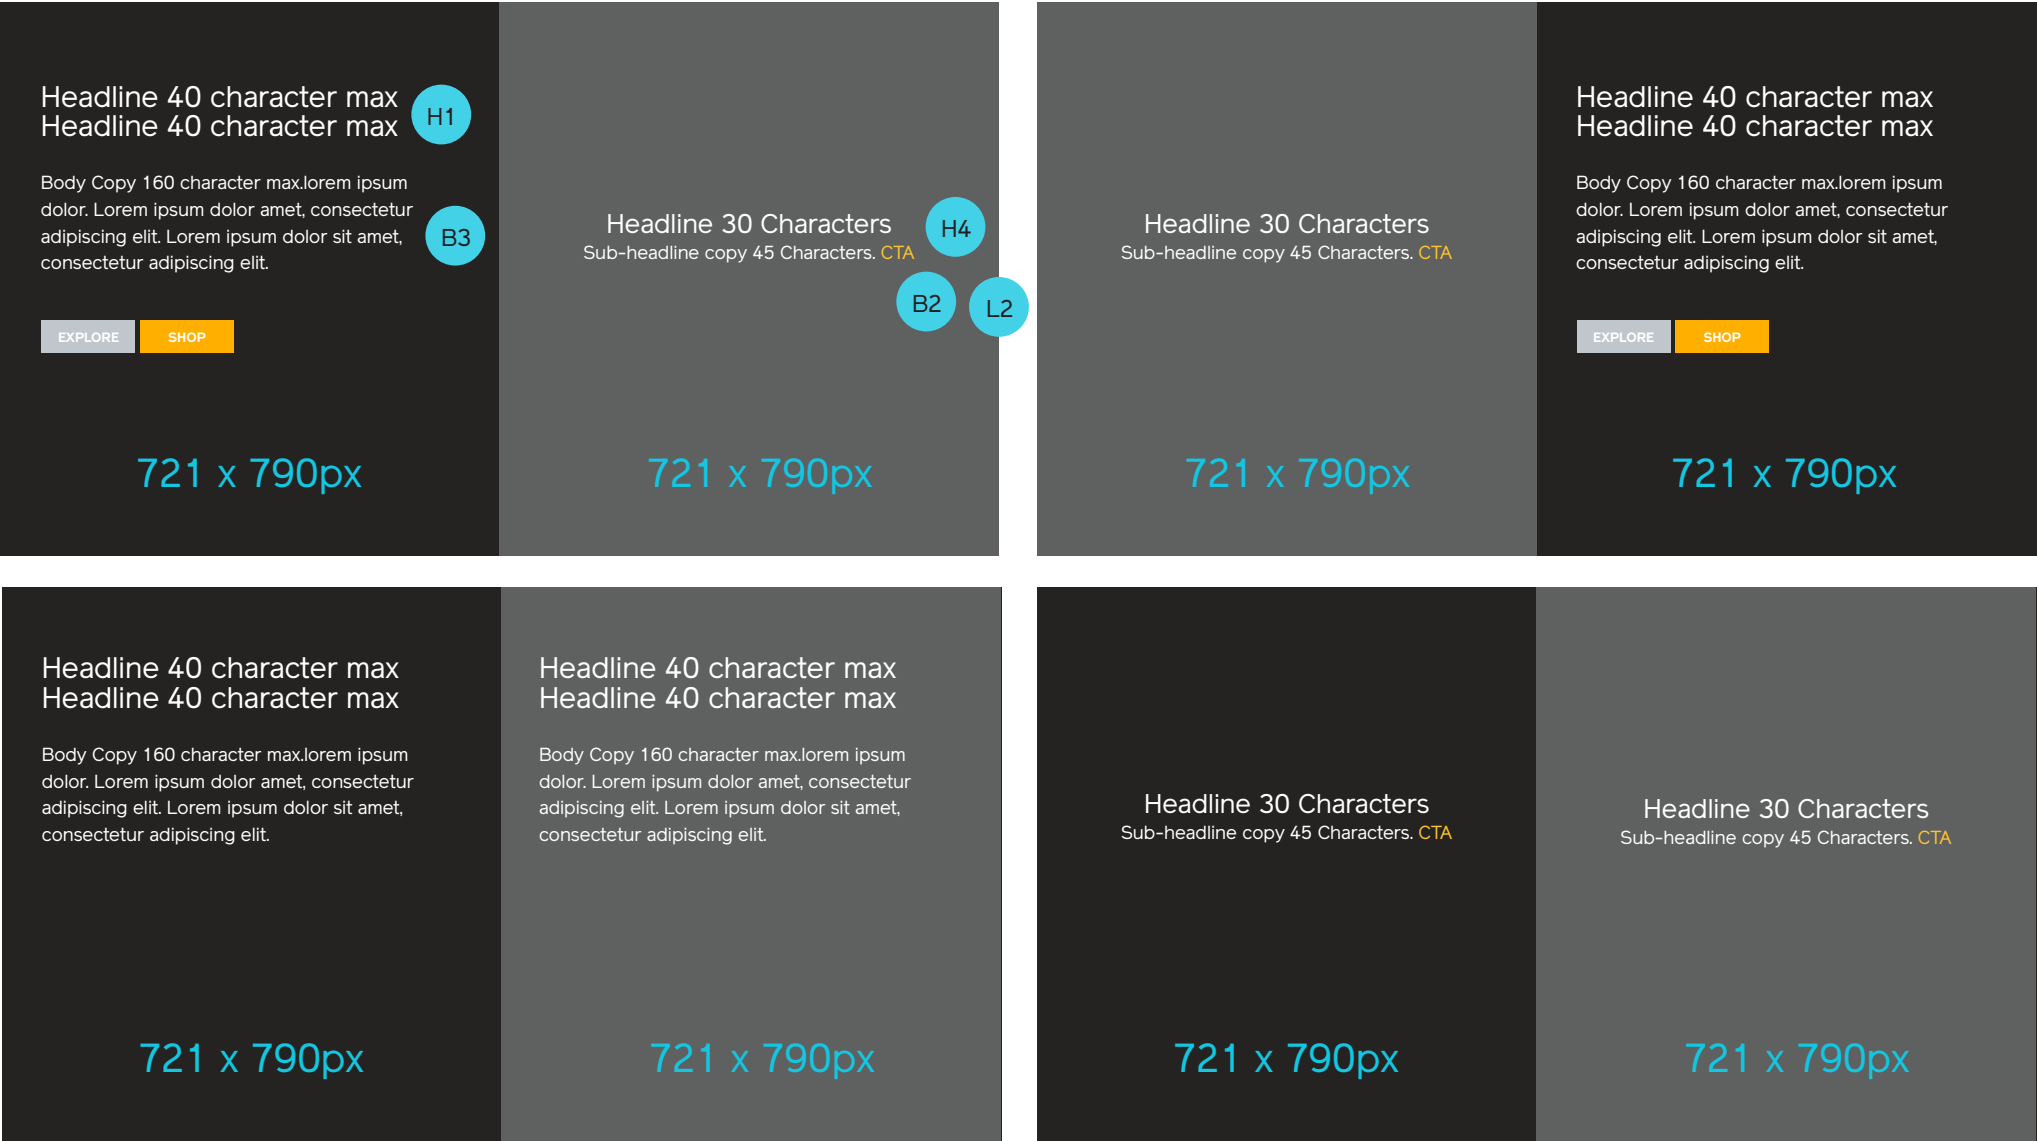 Headline 40 character max
Headline 40 character max
H1
Body Copy 160 character max.lorem ipsum
dolor. Lorem ipsum dolor amet, consectetur
adipiscing elit. Lorem ipsum dolor sit amet,
consectetur adipiscing elit.
B3
EXPLORE
SHOP
721 x 790px
Headline 30 Characters
Sub-headline copy 45 Characters. CTA
H4
B2
L2
721 x 790px
Headline 30 Characters
Sub-headline copy 45 Characters. CTA
721 x 790px
Headline 40 character max
Headline 40 character max
Body Copy 160 character max.lorem ipsum
dolor. Lorem ipsum dolor amet, consectetur
adipiscing elit. Lorem ipsum dolor sit amet,
consectetur adipiscing elit.
EXPLORE
SHOP
721 x 790px
Headline 40 character max
Headline 40 character max
Body Copy 160 character max.lorem ipsum
dolor. Lorem ipsum dolor amet, consectetur
adipiscing elit. Lorem ipsum dolor sit amet,
consectetur adipiscing elit.
721 x 790px
Headline 40 character max
Headline 40 character max
Body Copy 160 character max.lorem ipsum
dolor. Lorem ipsum dolor amet, consectetur
adipiscing elit. Lorem ipsum dolor sit amet,
consectetur adipiscing elit.
721 x 790px
Headline 30 Characters
Sub-headline copy 45 Characters. CTA
721 x 790px
Headline 30 Characters
Sub-headline copy 45 Characters. CTA
721 x 790px